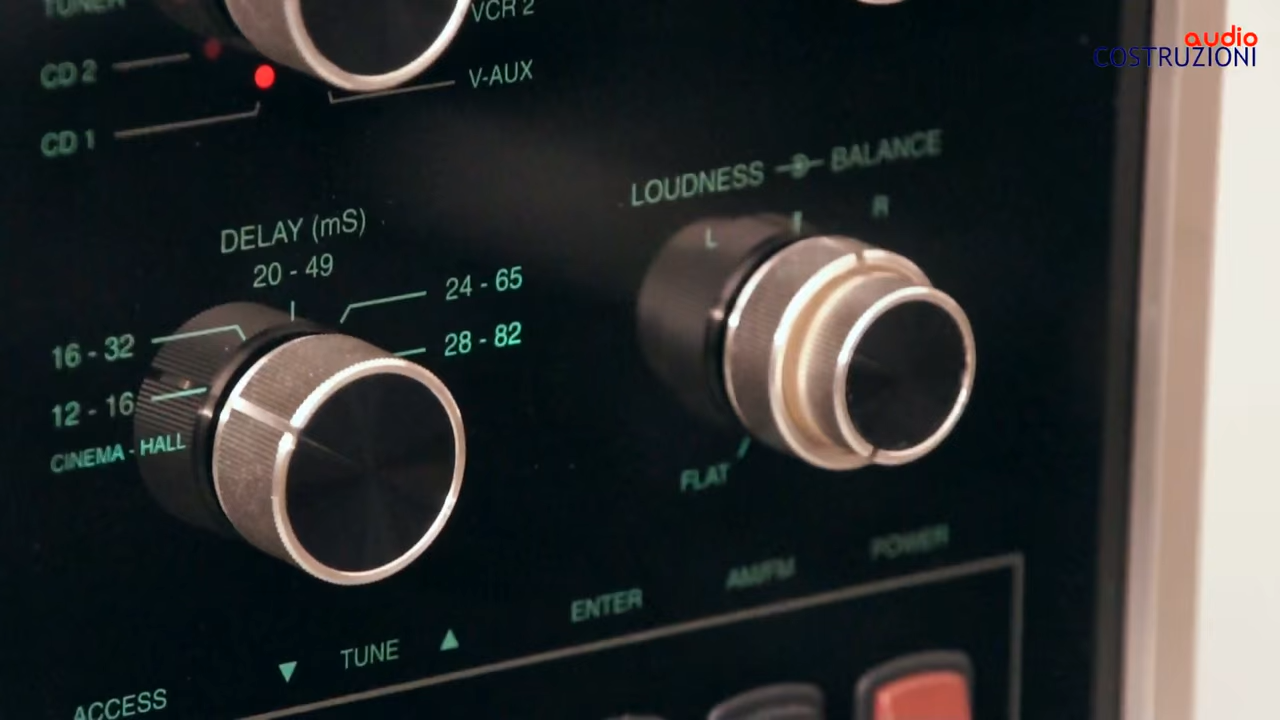 TUNER
VCR 2
CD 2
V-AUX
CD 1
audio
COSTRUZIONI
LOUDNESS BALANCE
L R
DELAY (mS)
20 - 49
24 - 65
16 - 32
28 - 82
12 - 16
CINEMA - HALL
FLAT
POWER
AM/FM
ENTER
▼ TUNE ▲
ACCESS